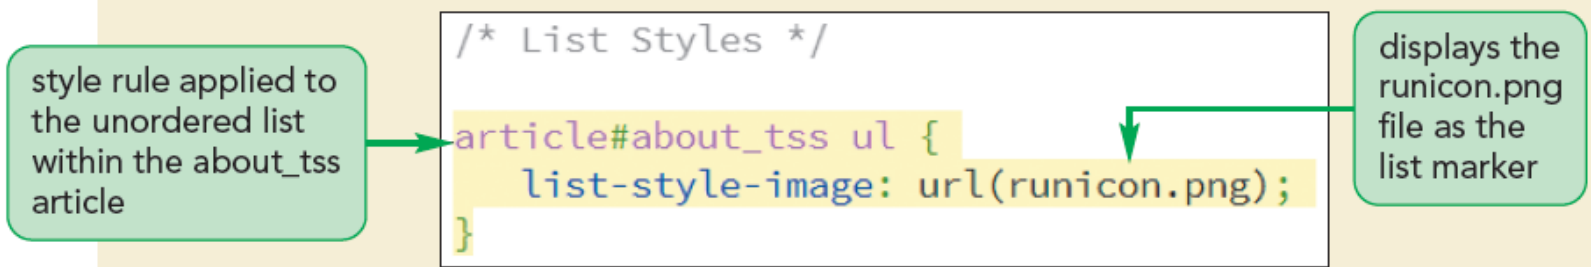 /* List Styles */
style rule applied to
the unordered list
within the about_tss
article
article#about_tss ul {
   list-style-image: url(runicon.png);
}
displays the
runicon.png
file as the
list marker